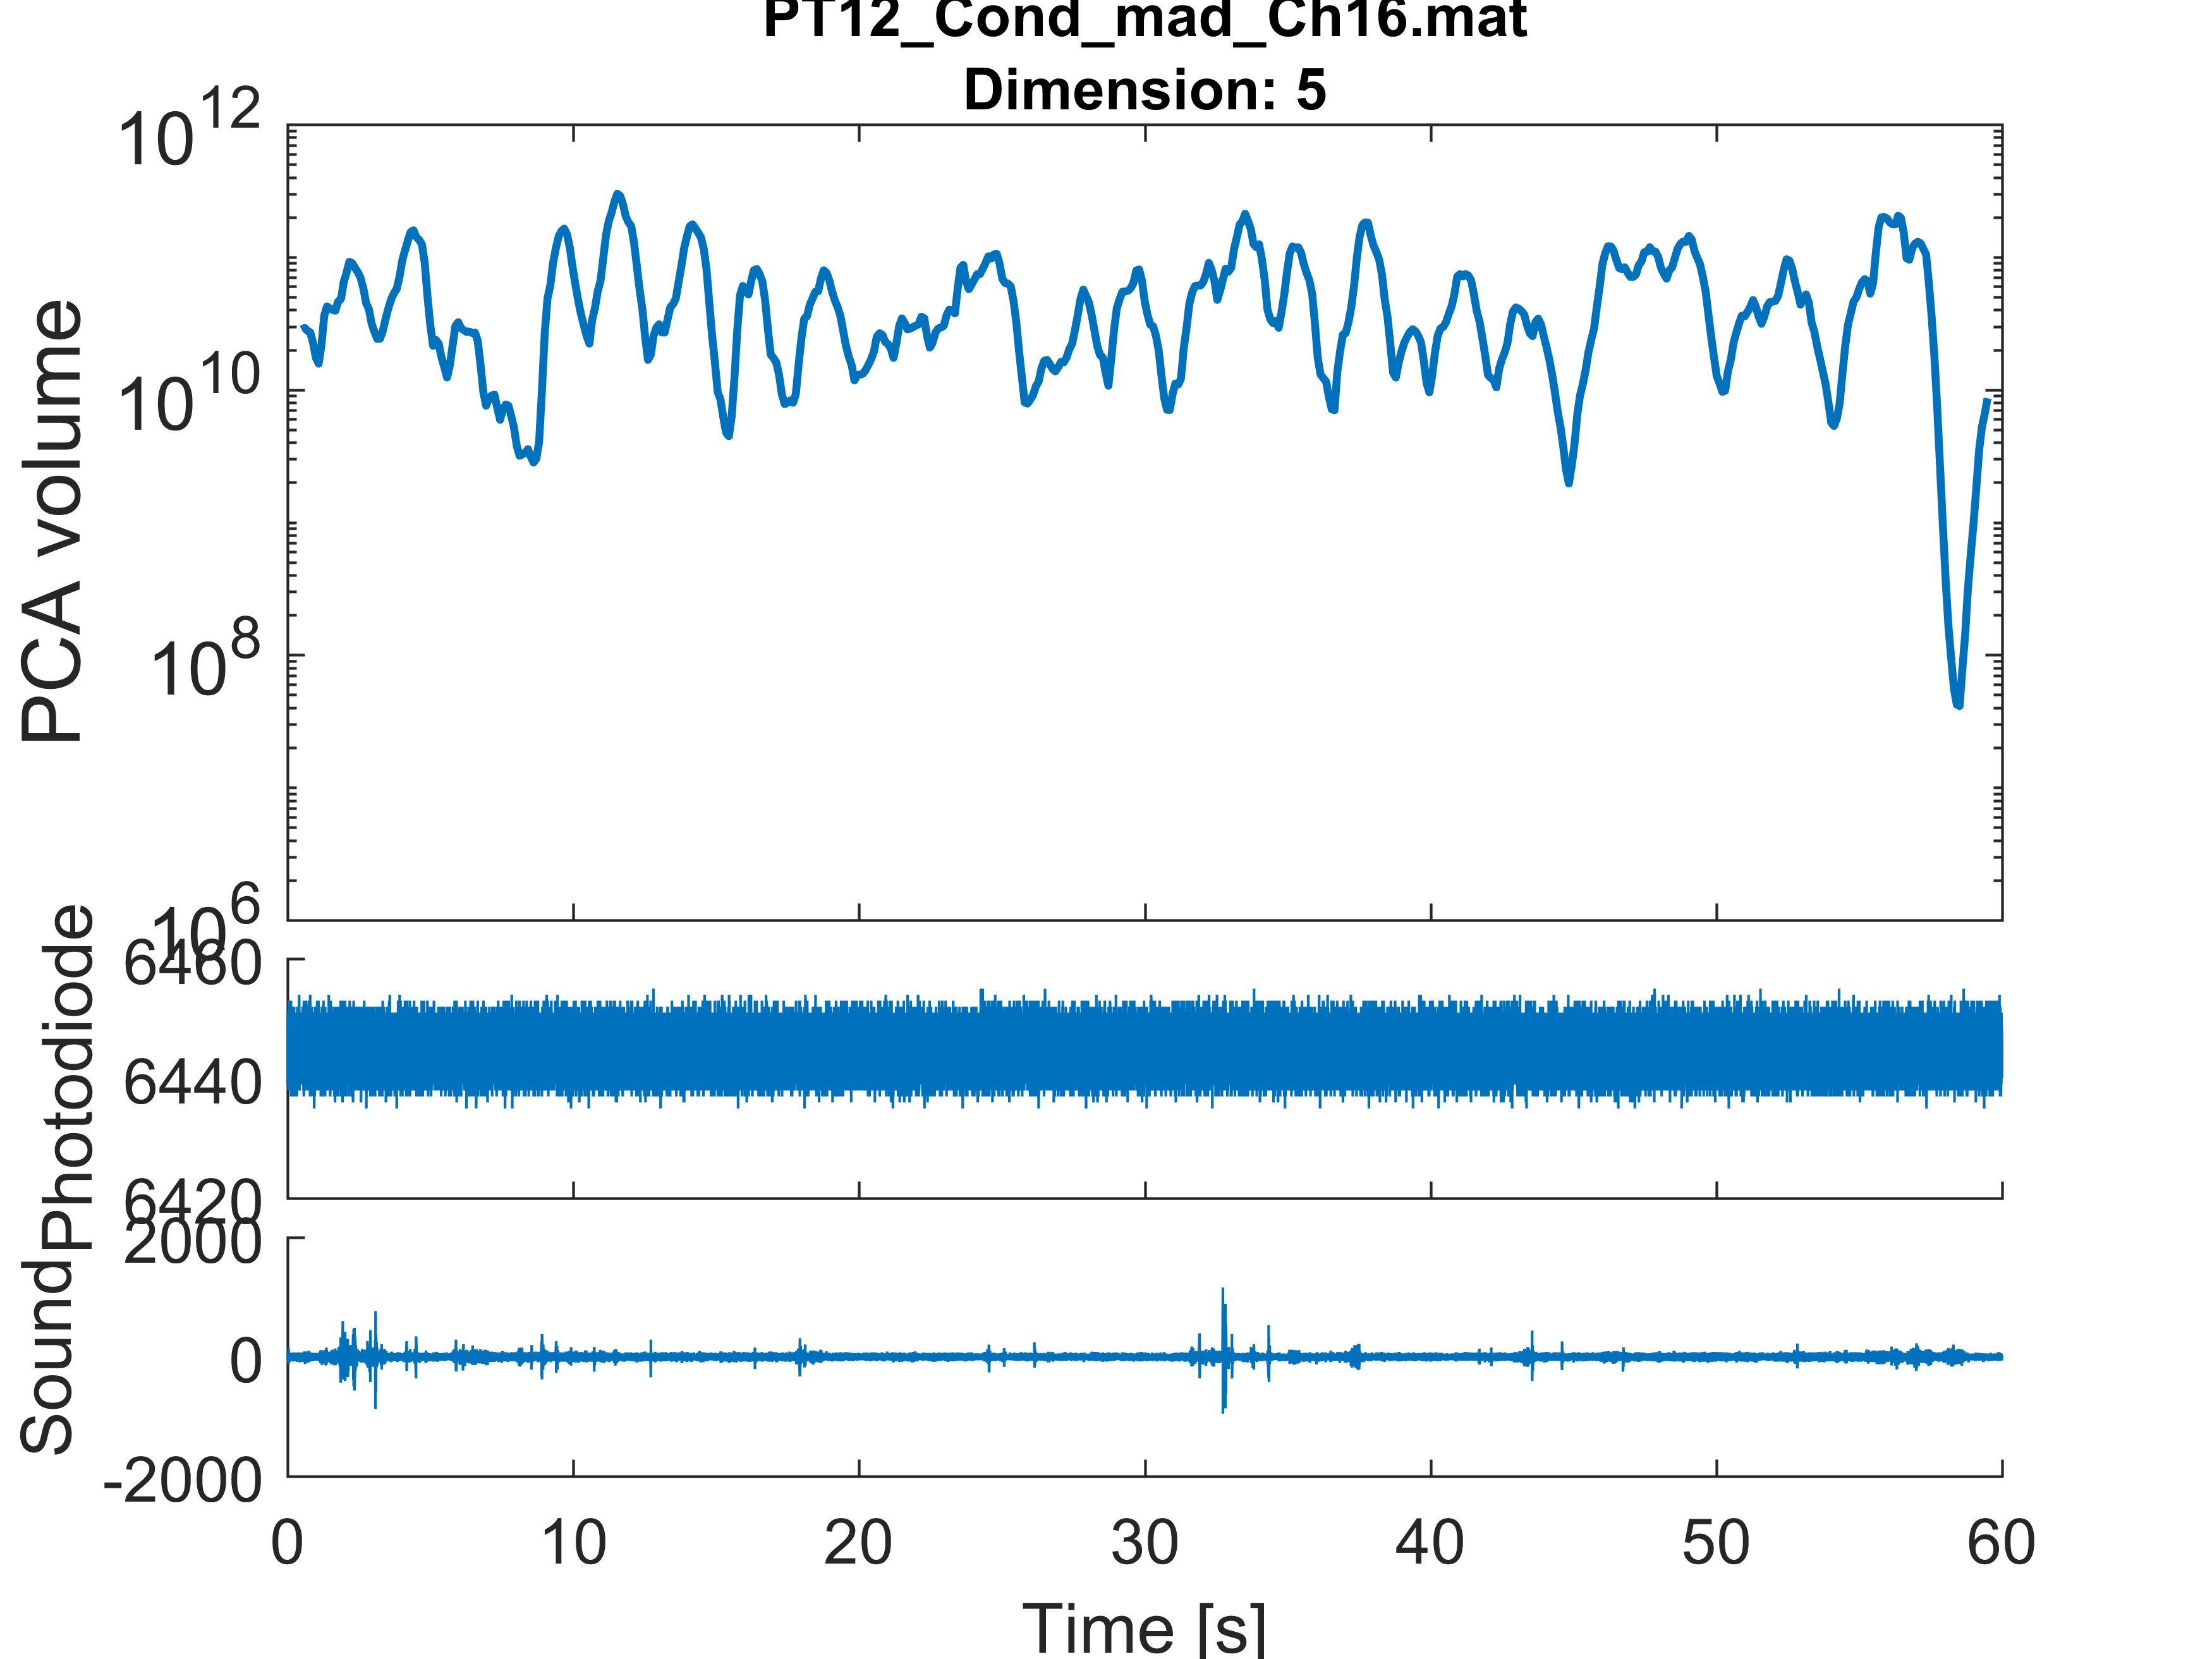 PT12_Cond_mad_Ch16.mat
Dimension: 5
PCA volume
10^12
10^10
10^8
10^6
Photodiode
6460
6440
6420
Sound
2000
0
-2000
0 10 20 30 40 50 60
Time [s]